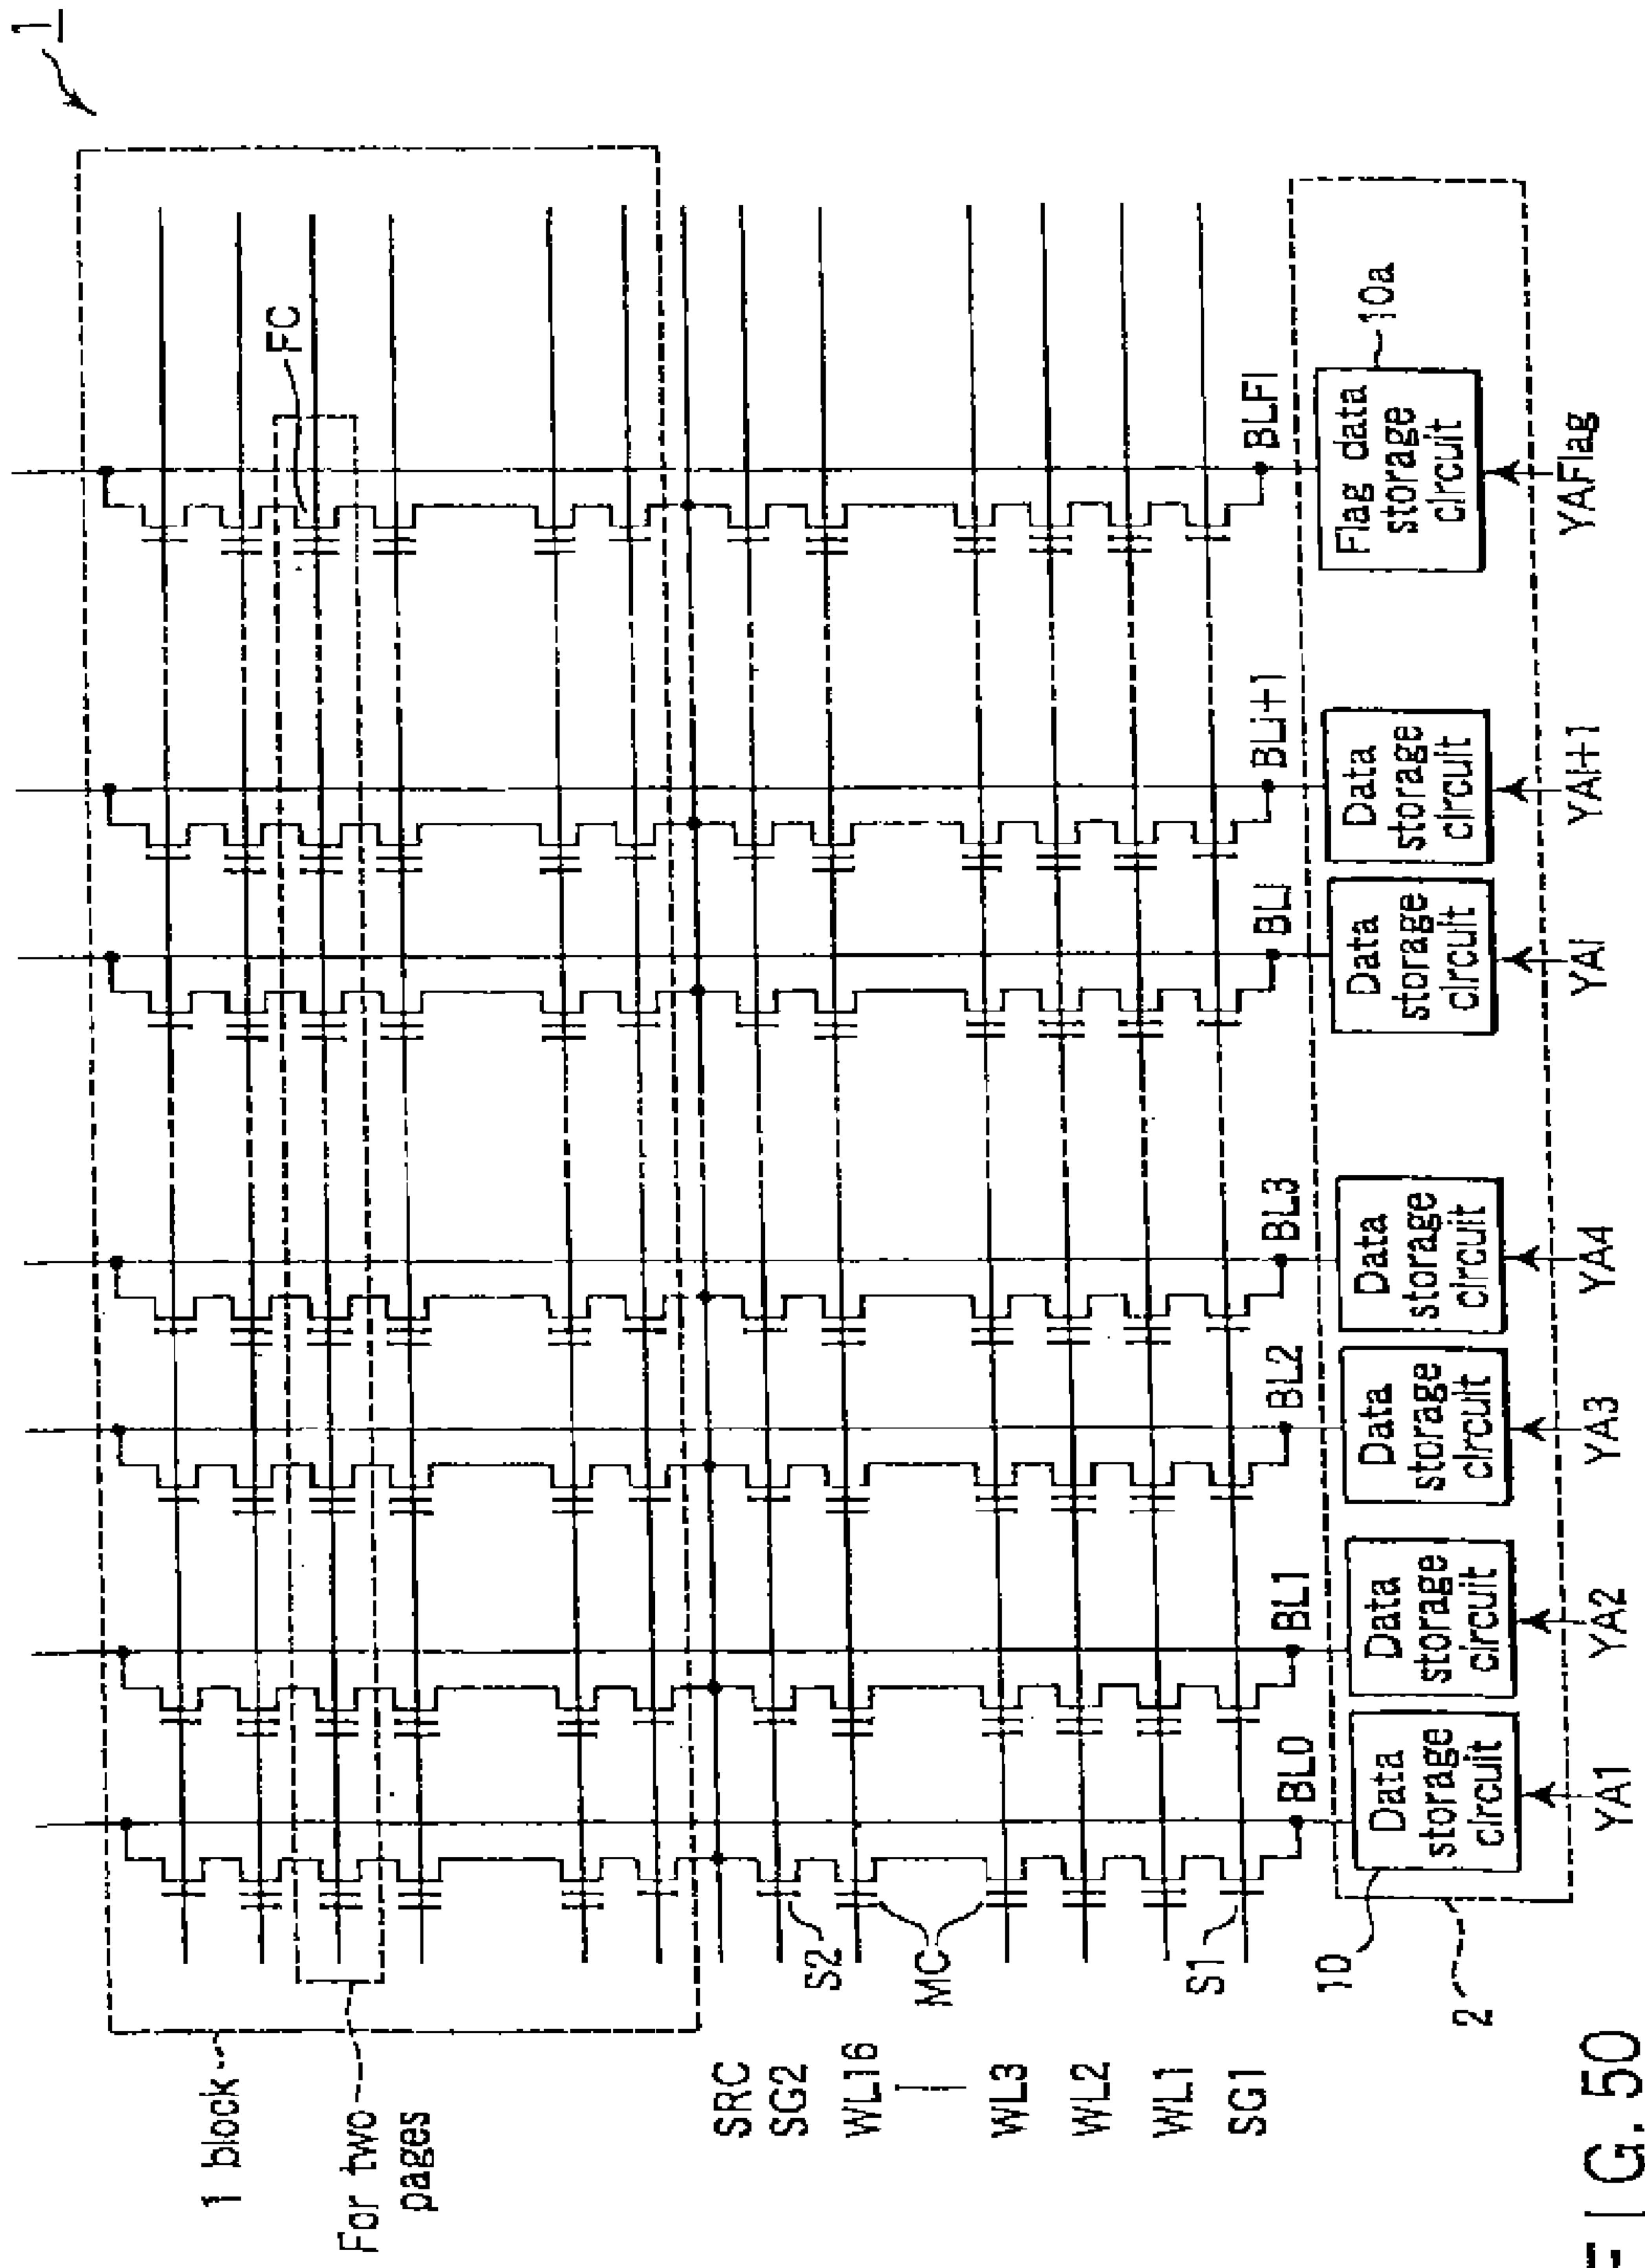 1
1 block
For two
pages
FC
SRC
SG2
WL16
WL3
WL2
WL1
SG1
S2
MC
S1
BL0
BL1
BL2
BL3
BLi
BLi+1
BLFl
10
2
Data
storage
circuit
Data
storage
circuit
Data
storage
circuit
Data
storage
circuit
Data
storage
circuit
Data
storage
circuit
Flag data
storage
circuit
10a
YA1
YA2
YA3
YA4
YAi
YAi+1
YAFlag
FIG. 50